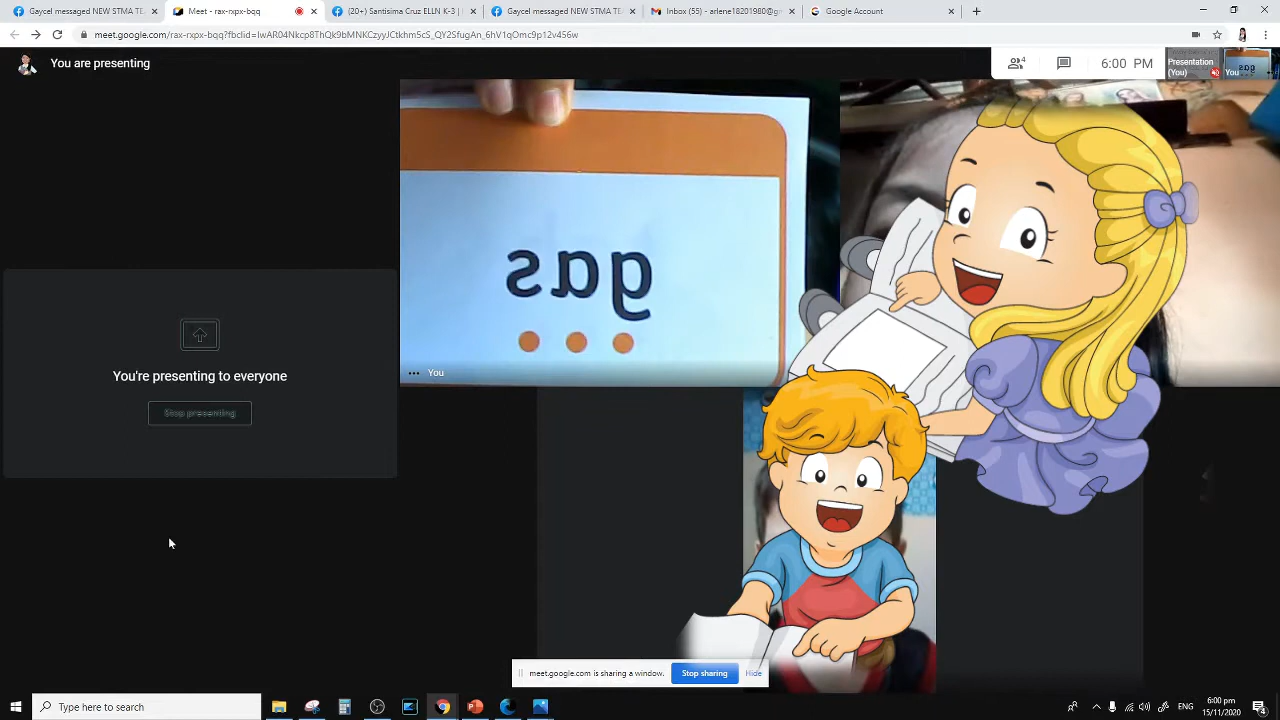 Gaycel messaged NEW STMA TE
Meet - rax-rxpx-bqq
(20+) Santisima Cruz ELLN K-3 |
Gaycel messaged NEW STMA TE
Inbox (55) - arlene18201980@g
Google Account
meet.google.com/rax-rxpx-bqq?fbclid=
You are presenting
4
6:00 PM
Presentation
(You)
You
gas
You
You're presenting to everyone
Stop presenting
meet.google.com is sharing a window.
Stop sharing
Hide
Type here to search
ENG
6:00 pm
15/11/2020